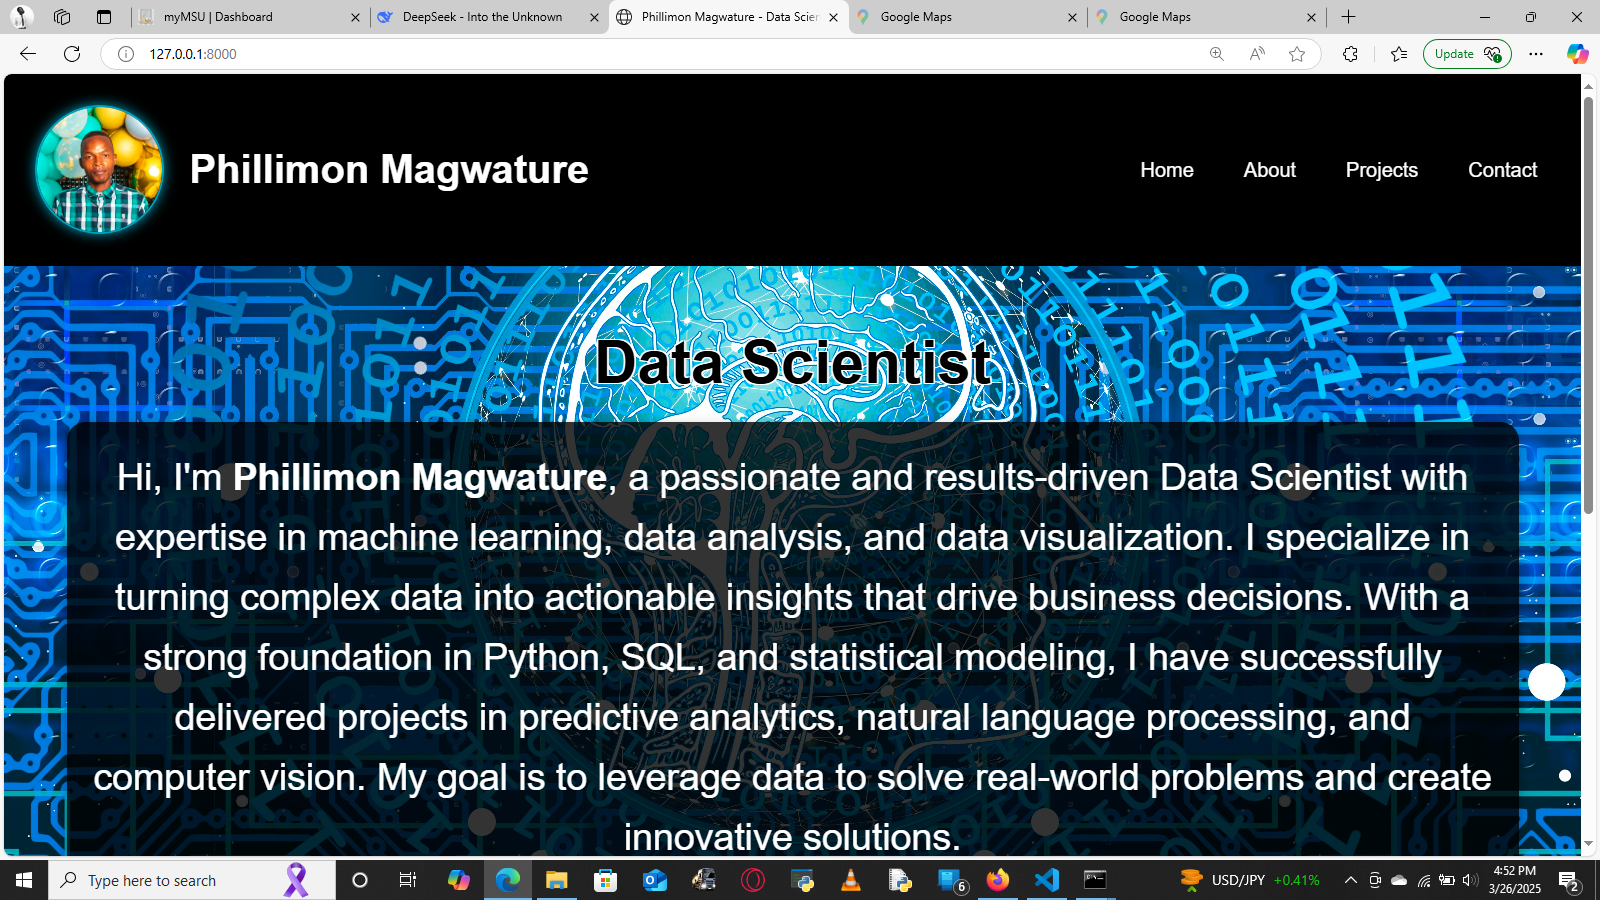 myMSU | Dashboard
DeepSeek - Into the Unknown
Phillimon Magwature - Data Scier
Google Maps
Google Maps
127.0.0.1:8000
Update
Phillimon Magwature
Home
About
Projects
Contact
Data Scientist
Hi, I'm Phillimon Magwature, a passionate and results-driven Data Scientist with
expertise in machine learning, data analysis, and data visualization. I specialize in
turning complex data into actionable insights that drive business decisions. With a
strong foundation in Python, SQL, and statistical modeling, I have successfully
delivered projects in predictive analytics, natural language processing, and
computer vision. My goal is to leverage data to solve real-world problems and create
innovative solutions.
Type here to search
6
USD/JPY +0.41%
4:52 PM
3/26/2025
2